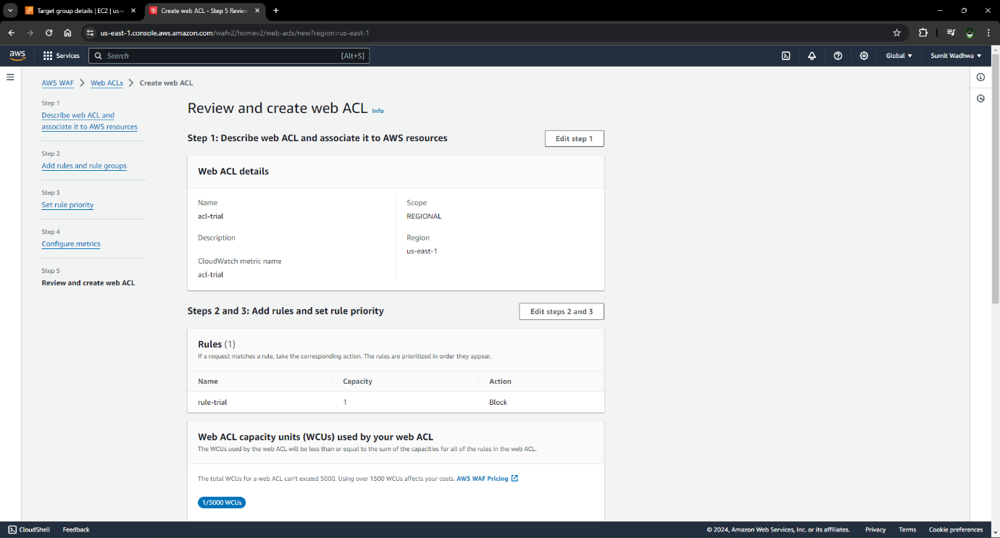 Target group details | EC2 | us-e
Create web ACL - Step 5 Review
us-east-1.console.aws.amazon.com/wafv2/homev2/web-acls/new?region=us-east-1
aws
Services
Search
[Alt+S]
Global
Sumit Wadhwa
AWS WAF
Web ACLs
Create web ACL
Step 1
Describe web ACL and
associate it to AWS resources
Step 2
Add rules and rule groups
Step 3
Set rule priority
Step 4
Configure metrics
Step 5
Review and create web ACL
Review and create web ACL Info
Step 1: Describe web ACL and associate it to AWS resources
Edit step 1
Web ACL details
Name
acl-trial
Description
CloudWatch metric name
acl-trial
Scope
REGIONAL
Region
us-east-1
Steps 2 and 3: Add rules and set rule priority
Edit steps 2 and 3
Rules (1)
If a request matches a rule, take the corresponding action. The rules are prioritized in order they appear.
Name Capacity Action
rule-trial 1 Block
Web ACL capacity units (WCUs) used by your web ACL
The WCUs used by the web ACL will be less than or equal to the sum of the capacities for all of the rules in the web ACL.
The total WCUs for a web ACL can't exceed 5000. Using over 1500 WCUs affects your costs. AWS WAF Pricing
1/5000 WCUs
CloudShell
Feedback
© 2024, Amazon Web Services, Inc. or its affiliates.
Privacy
Terms
Cookie preferences